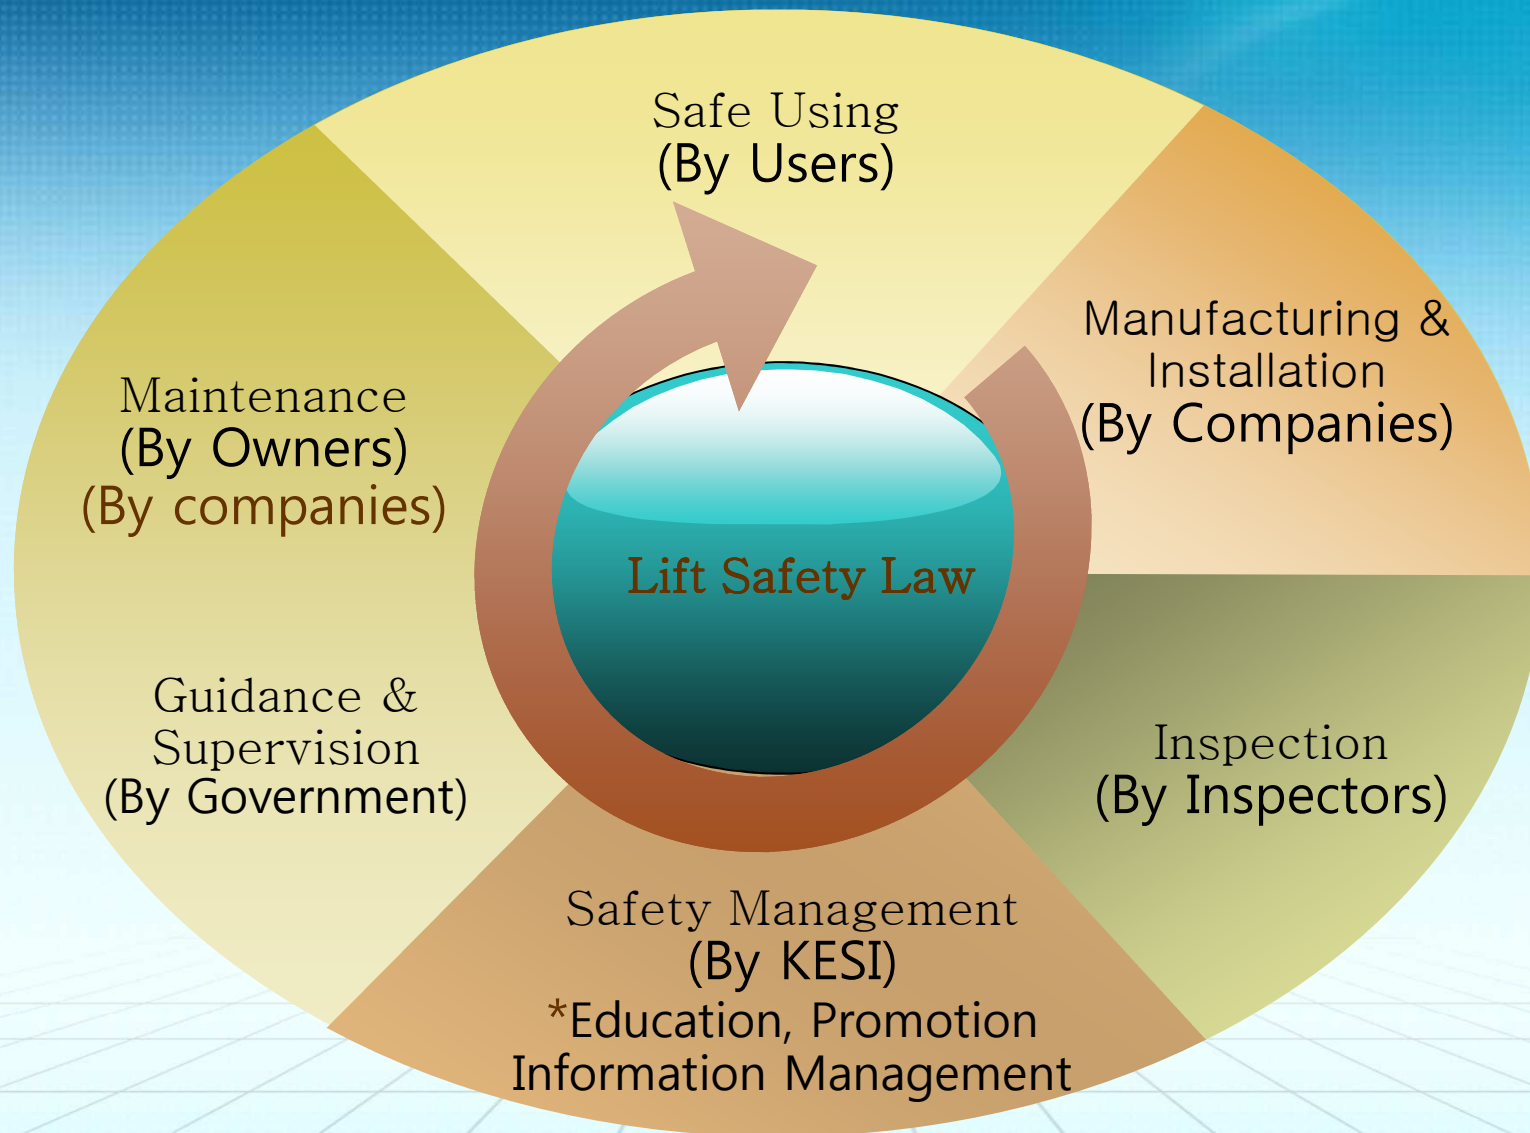 Safe Using
(By Users)
Manufacturing &
Installation
(By Companies)
Maintenance
(By Owners)
(By companies)
Lift Safety Law
Guidance &
Supervision
(By Government)
Inspection
(By Inspectors)
Safety Management
(By KESI)
*Education, Promotion
Information Management